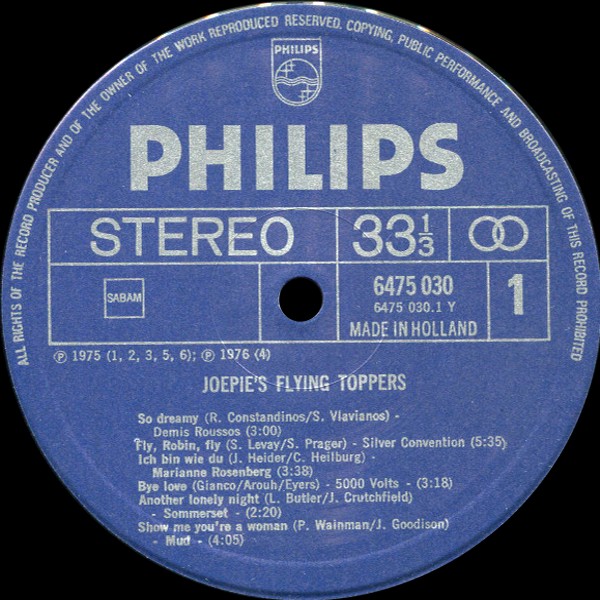 ALL RIGHTS OF THE RECORD PRODUCER AND OF THE OWNER OF THE WORK REPRODUCED RESERVED. COPYING, PUBLIC PERFORMANCE AND BROADCASTING OF THIS RECORD PROHIBITED
PHILIPS
PHILIPS
STEREO 33 1/3
SABAM 6475 030 1
6475 030.1 Y
MADE IN HOLLAND
℗ 1975 (1, 2, 3, 5, 6); ℗ 1976 (4)
JOEPIE'S FLYING TOPPERS
So dreamy (R. Constandinos/S. Vlavianos) -
Demis Roussos (3:00)
Fly, Robin, fly (S. Levay/S. Prager) - Silver Convention (5:35)
Ich bin wie du (J. Heider/C. Heilburg) -
Marianne Rosenberg (3:38)
Bye love (Gianco/Arouh/Eyers) - 5000 Volts - (3:18)
Another lonely night (L. Butler/J. Crutchfield)
- Sommerset - (2:20)
Show me you're a woman (P. Wainman/J. Goodison)
- Mud - (4:05)